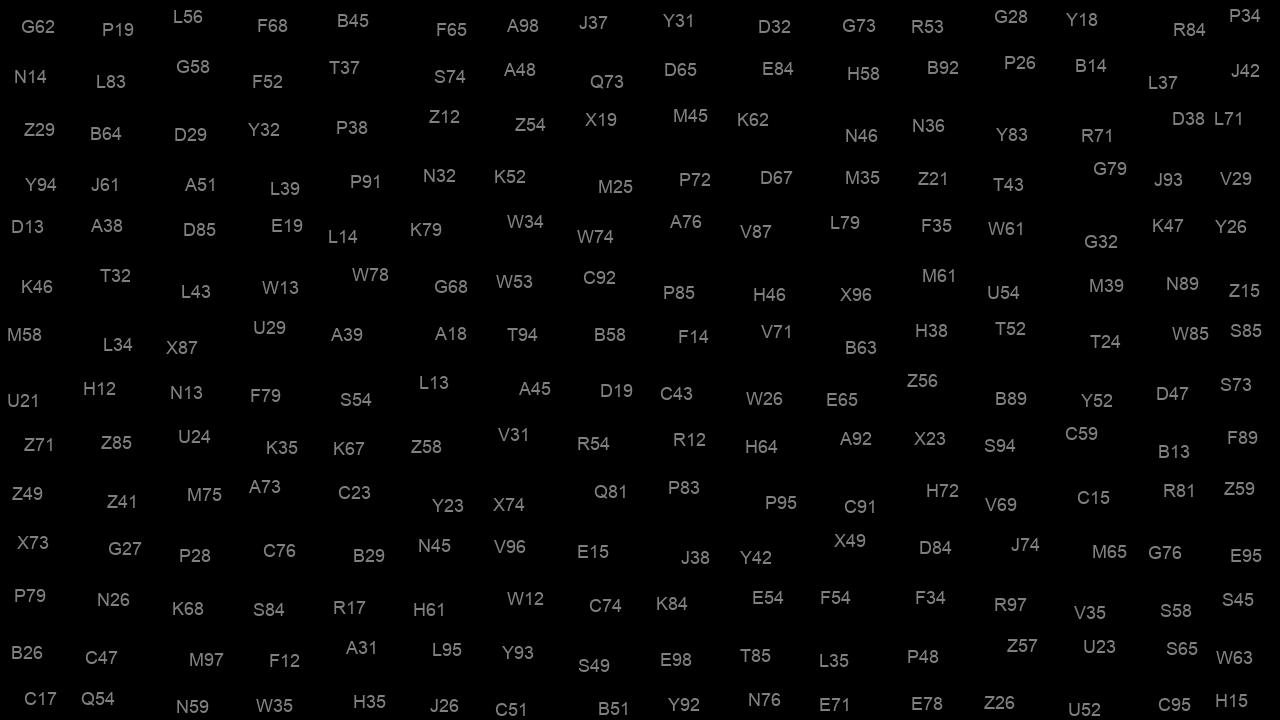 G62 P19 L56 F68 B45 F65 A98 J37 Y31 D32 G73 R53 G28 Y18 R84 P34
N14 L83 G58 F52 T37 S74 A48 Q73 D65 E84 H58 B92 P26 B14 L37 J42
Z29 B64 D29 Y32 P38 Z12 Z54 X19 M45 K62 N46 N36 Y83 R71 D38 L71
Y94 J61 A51 L39 P91 N32 K52 M25 P72 D67 M35 Z21 T43 G79 J93 V29
D13 A38 D85 E19 L14 K79 W34 W74 A76 V87 L79 F35 W61 G32 K47 Y26
K46 T32 L43 W13 W78 G68 W53 C92 P85 H46 X96 M61 U54 M39 N89 Z15
M58 L34 X87 U29 A39 A18 T94 B58 F14 V71 B63 H38 T52 T24 W85 S85
U21 H12 N13 F79 S54 L13 A45 D19 C43 W26 E65 Z56 B89 Y52 D47 S73
Z71 Z85 U24 K35 K67 Z58 V31 R54 R12 H64 A92 X23 S94 C59 B13 F89
Z49 Z41 M75 A73 C23 Y23 X74 Q81 P83 P95 C91 H72 V69 C15 R81 Z59
X73 G27 P28 C76 B29 N45 V96 E15 J38 Y42 X49 D84 J74 M65 G76 E95
P79 N26 K68 S84 R17 H61 W12 C74 K84 E54 F54 F34 R97 V35 S58 S45
B26 C47 M97 F12 A31 L95 Y93 S49 E98 T85 L35 P48 Z57 U23 S65 W63
C17 Q54 N59 W35 H35 J26 C51 B51 Y92 N76 E71 E78 Z26 U52 C95 H15